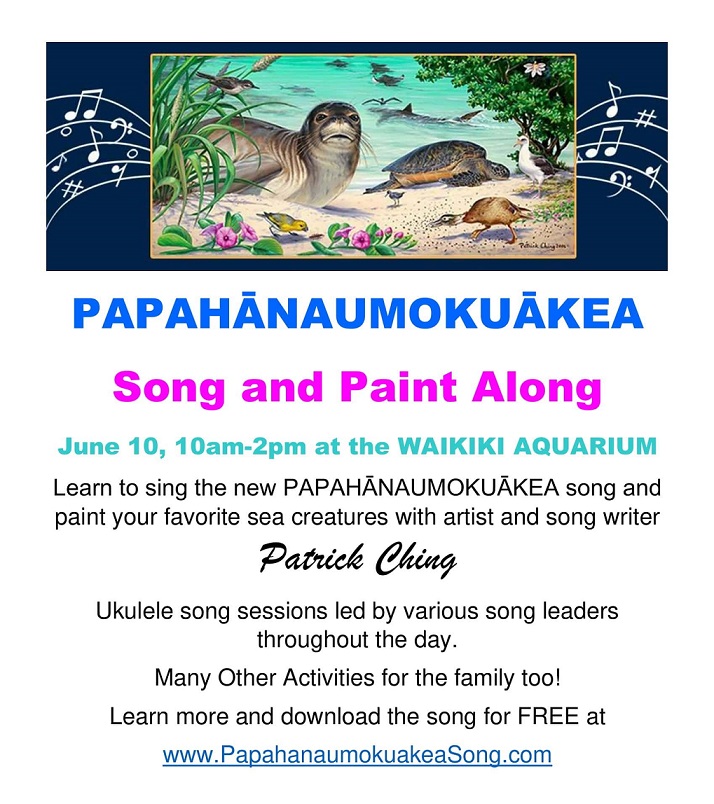 Patrick Ching
PAPAHĀNAUMOKUĀKEA
Song and Paint Along
June 10, 10am-2pm at the WAIKIKI AQUARIUM
Learn to sing the new PAPAHĀNAUMOKUĀKEA song and
paint your favorite sea creatures with artist and song writer
Patrick Ching
Ukulele song sessions led by various song leaders
throughout the day.
Many Other Activities for the family too!
Learn more and download the song for FREE at
www.PapahanaumokuakeaSong.com